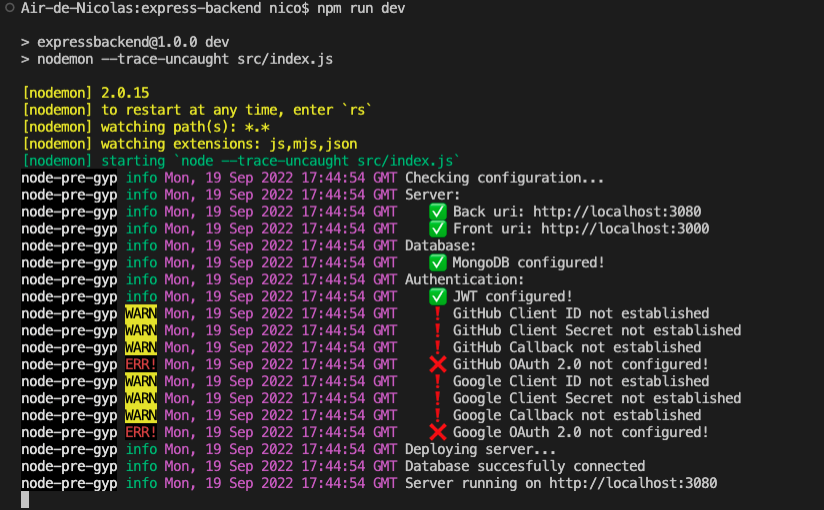 Air-de-Nicolas:express-backend nico$ npm run dev
> expressbackend@1.0.0 dev
> nodemon --trace-uncaught src/index.js
[nodemon] 2.0.15
[nodemon] to restart at any time, enter `rs`
[nodemon] watching path(s): *.*
[nodemon] watching extensions: js,mjs,json
[nodemon] starting `node --trace-uncaught src/index.js`
node-pre-gyp info Mon, 19 Sep 2022 17:44:54 GMT Checking configuration...
node-pre-gyp info Mon, 19 Sep 2022 17:44:54 GMT Server:
node-pre-gyp info Mon, 19 Sep 2022 17:44:54 GMT ✅ Back uri: http://localhost:3080
node-pre-gyp info Mon, 19 Sep 2022 17:44:54 GMT ✅ Front uri: http://localhost:3000
node-pre-gyp info Mon, 19 Sep 2022 17:44:54 GMT Database:
node-pre-gyp info Mon, 19 Sep 2022 17:44:54 GMT ✅ MongoDB configured!
node-pre-gyp info Mon, 19 Sep 2022 17:44:54 GMT Authentication:
node-pre-gyp info Mon, 19 Sep 2022 17:44:54 GMT ✅ JWT configured!
node-pre-gyp WARN Mon, 19 Sep 2022 17:44:54 GMT ❗ GitHub Client ID not established
node-pre-gyp WARN Mon, 19 Sep 2022 17:44:54 GMT ❗ GitHub Client Secret not established
node-pre-gyp WARN Mon, 19 Sep 2022 17:44:54 GMT ❗ GitHub Callback not established
node-pre-gyp ERR! Mon, 19 Sep 2022 17:44:54 GMT ❌ GitHub OAuth 2.0 not configured!
node-pre-gyp WARN Mon, 19 Sep 2022 17:44:54 GMT ❗ Google Client ID not established
node-pre-gyp WARN Mon, 19 Sep 2022 17:44:54 GMT ❗ Google Client Secret not established
node-pre-gyp WARN Mon, 19 Sep 2022 17:44:54 GMT ❗ Google Callback not established
node-pre-gyp ERR! Mon, 19 Sep 2022 17:44:54 GMT ❌ Google OAuth 2.0 not configured!
node-pre-gyp info Mon, 19 Sep 2022 17:44:54 GMT Deploying server...
node-pre-gyp info Mon, 19 Sep 2022 17:44:54 GMT Database succesfully connected
node-pre-gyp info Mon, 19 Sep 2022 17:44:54 GMT Server running on http://localhost:3080